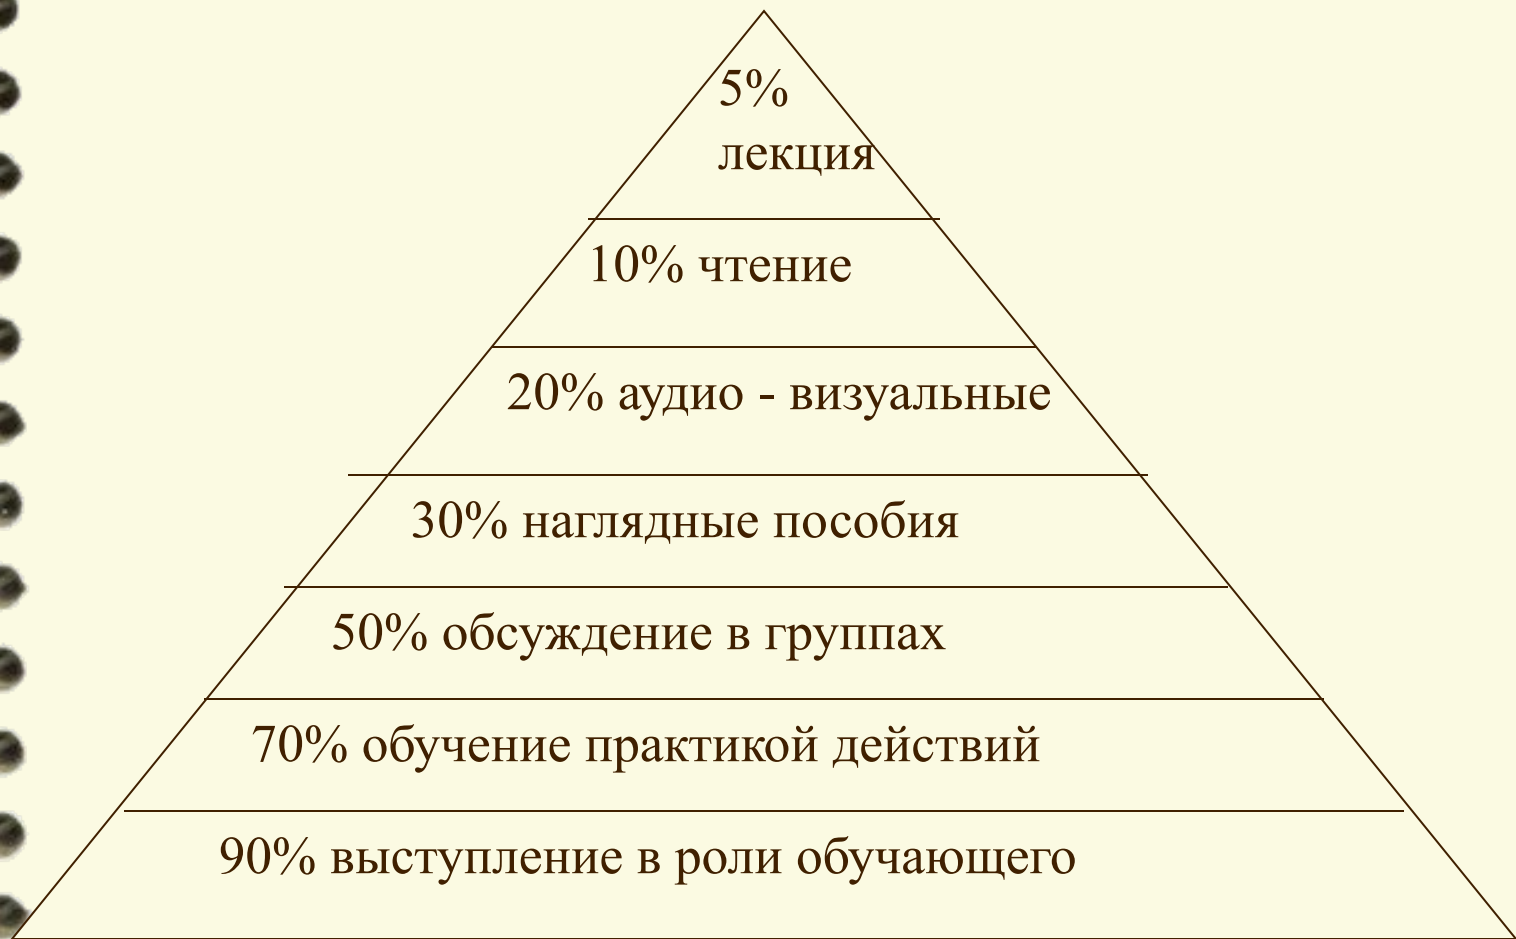 5%
лекция
10% чтение
20% аудио - визуальные
30% наглядные пособия
50% обсуждение в группах
70% обучение практикой действий
90% выступление в роли обучающего